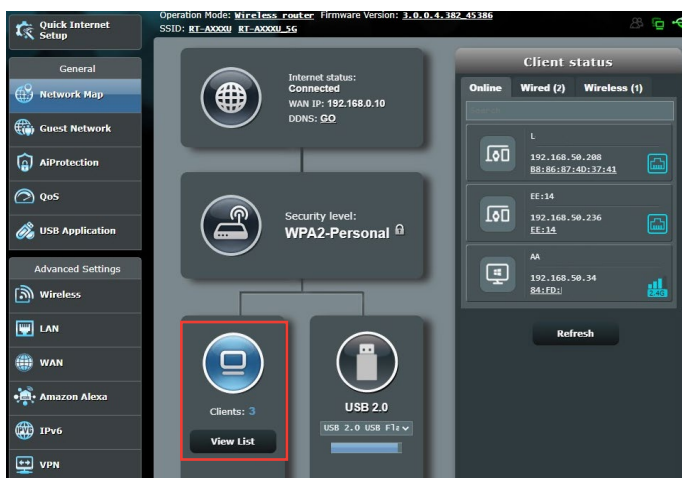 Operation Mode: Wireless router Firmware Version: 3.0.0.4.382_45386
SSID: RT-AXXXU RT-AXXXU_5G
Quick Internet
Setup
General
Network Map
Guest Network
AiProtection
QoS
USB Application
Advanced Settings
Wireless
LAN
WAN
Amazon Alexa
IPv6
VPN
Internet status:
Connected
WAN IP: 192.168.0.10
DDNS: GO
Security level:
WPA2-Personal
Clients: 3
View List
USB 2.0
USB 2.0 USB Fla
Client status
Online Wired (2) Wireless (1)
Search
L
192.168.50.208
B8:86:87:4D:37:41
EE:14
192.168.50.236
EE:14
AA
192.168.50.34
84:FD:
2.4G
Refresh